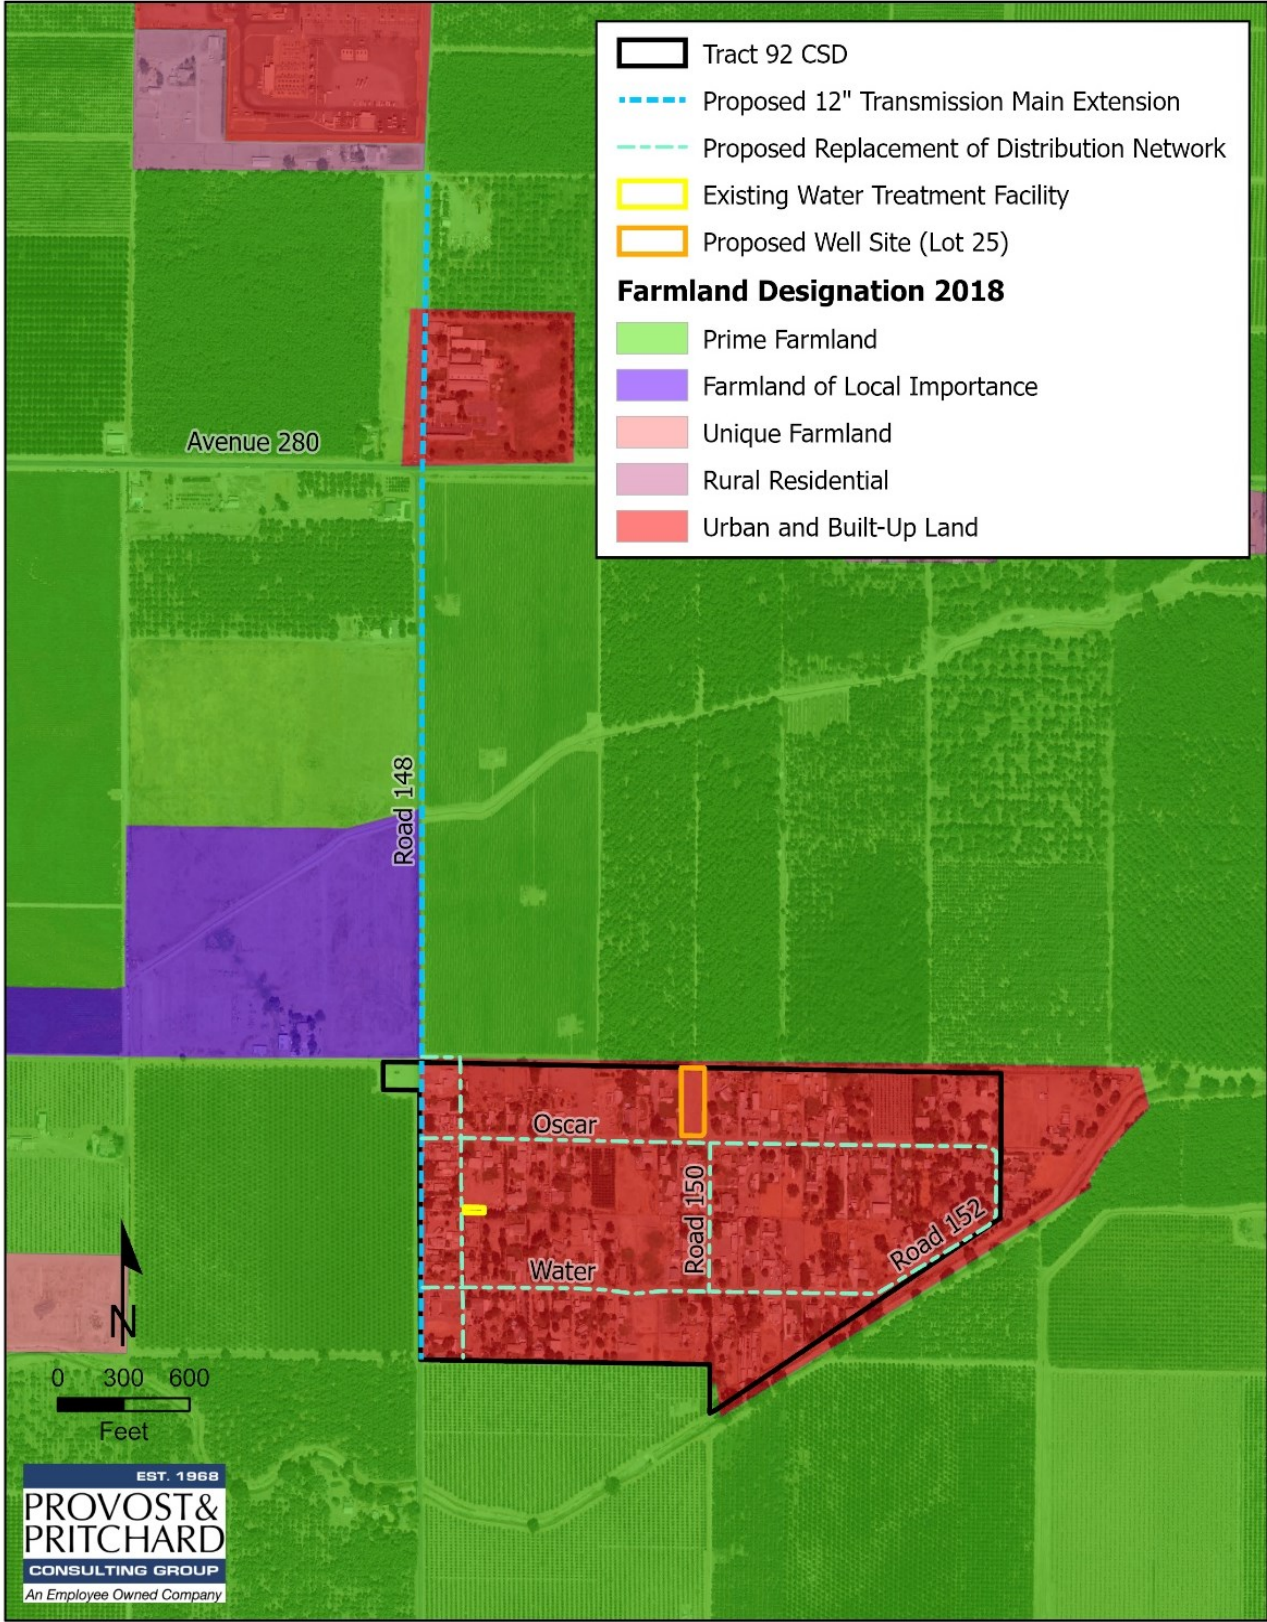 Tract 92 CSD
Proposed 12" Transmission Main Extension
Proposed Replacement of Distribution Network
Existing Water Treatment Facility
Proposed Well Site (Lot 25)
Farmland Designation 2018
Prime Farmland
Farmland of Local Importance
Unique Farmland
Rural Residential
Urban and Built-Up Land
Avenue 280
Road 148
Oscar
Road 150
Road 152
Water
N
0 300 600
Feet
EST. 1968
PROVOST&
PRITCHARD
CONSULTING GROUP
An Employee Owned Company